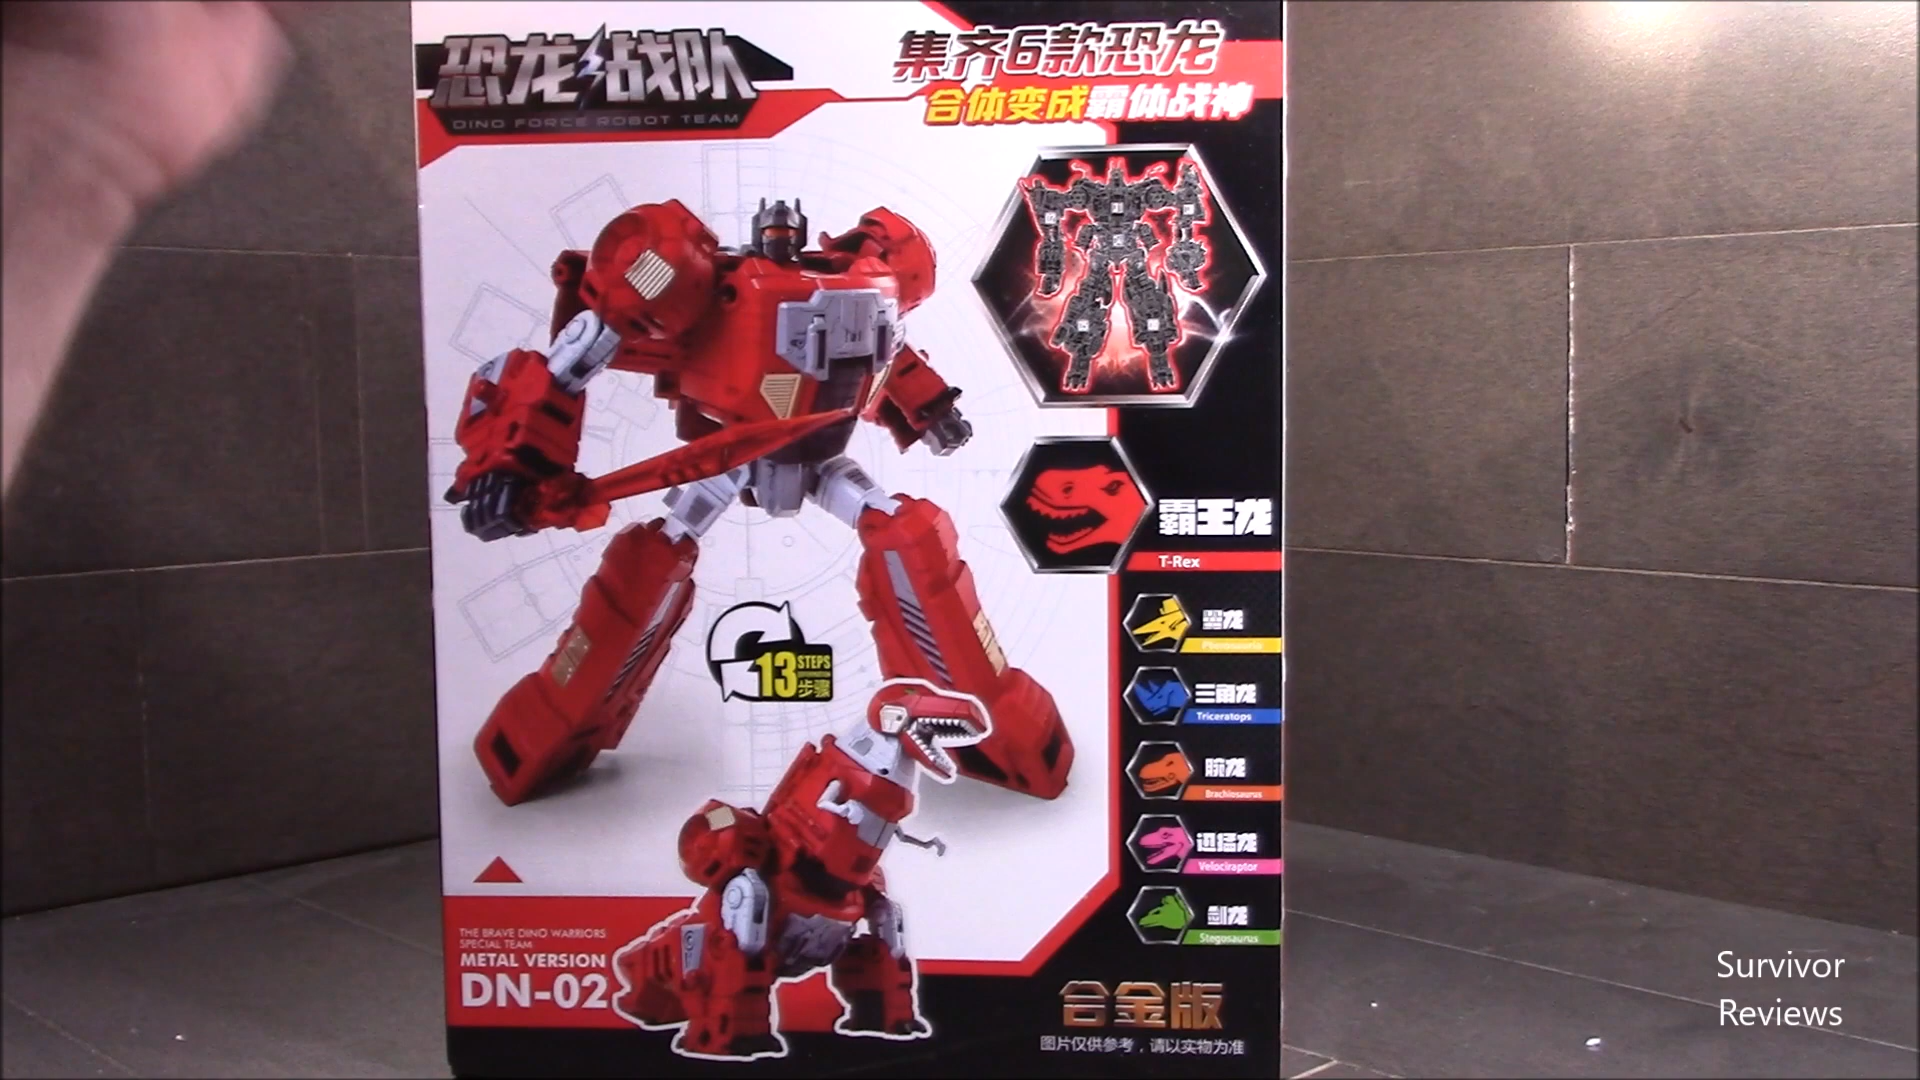 恐龙战队
DINO FORCE ROBOT TEAM
集齐6款恐龙
合体变成霸体战神
02
霸王龙
T-Rex
翼龙
三角龙
Triceratops
腕龙
Brachiosaurus
迅猛龙
Velociraptor
剑龙
Stegosaurus
13 STEPS
步骤
THE BRAVE DINO WARRIORS
SPECIAL TEAM
METAL VERSION
DN-02
合金版
图片仅供参考，请以实物为准
Survivor
Reviews